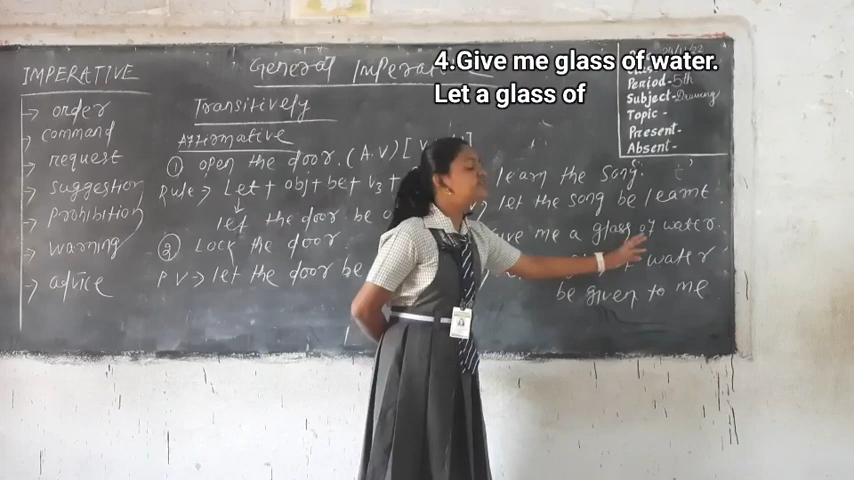 4.Give me glass of water.
Let a glass of
IMPERATIVE
→ order
→ command
→ request
→ suggestion
→ Prohibition
→ warning
→ advice
General
Transitively
Affirmative
① open the door. (A.V) [
Rule → Let + obj + be + v3 +
let the door be
② Lock the door
P V → let the door be
learn the song. t
let the song be learnt
me a glass of water.
water
be given to me
Period-5th
Subject-Drawing
Topic -
Present-
Absent-